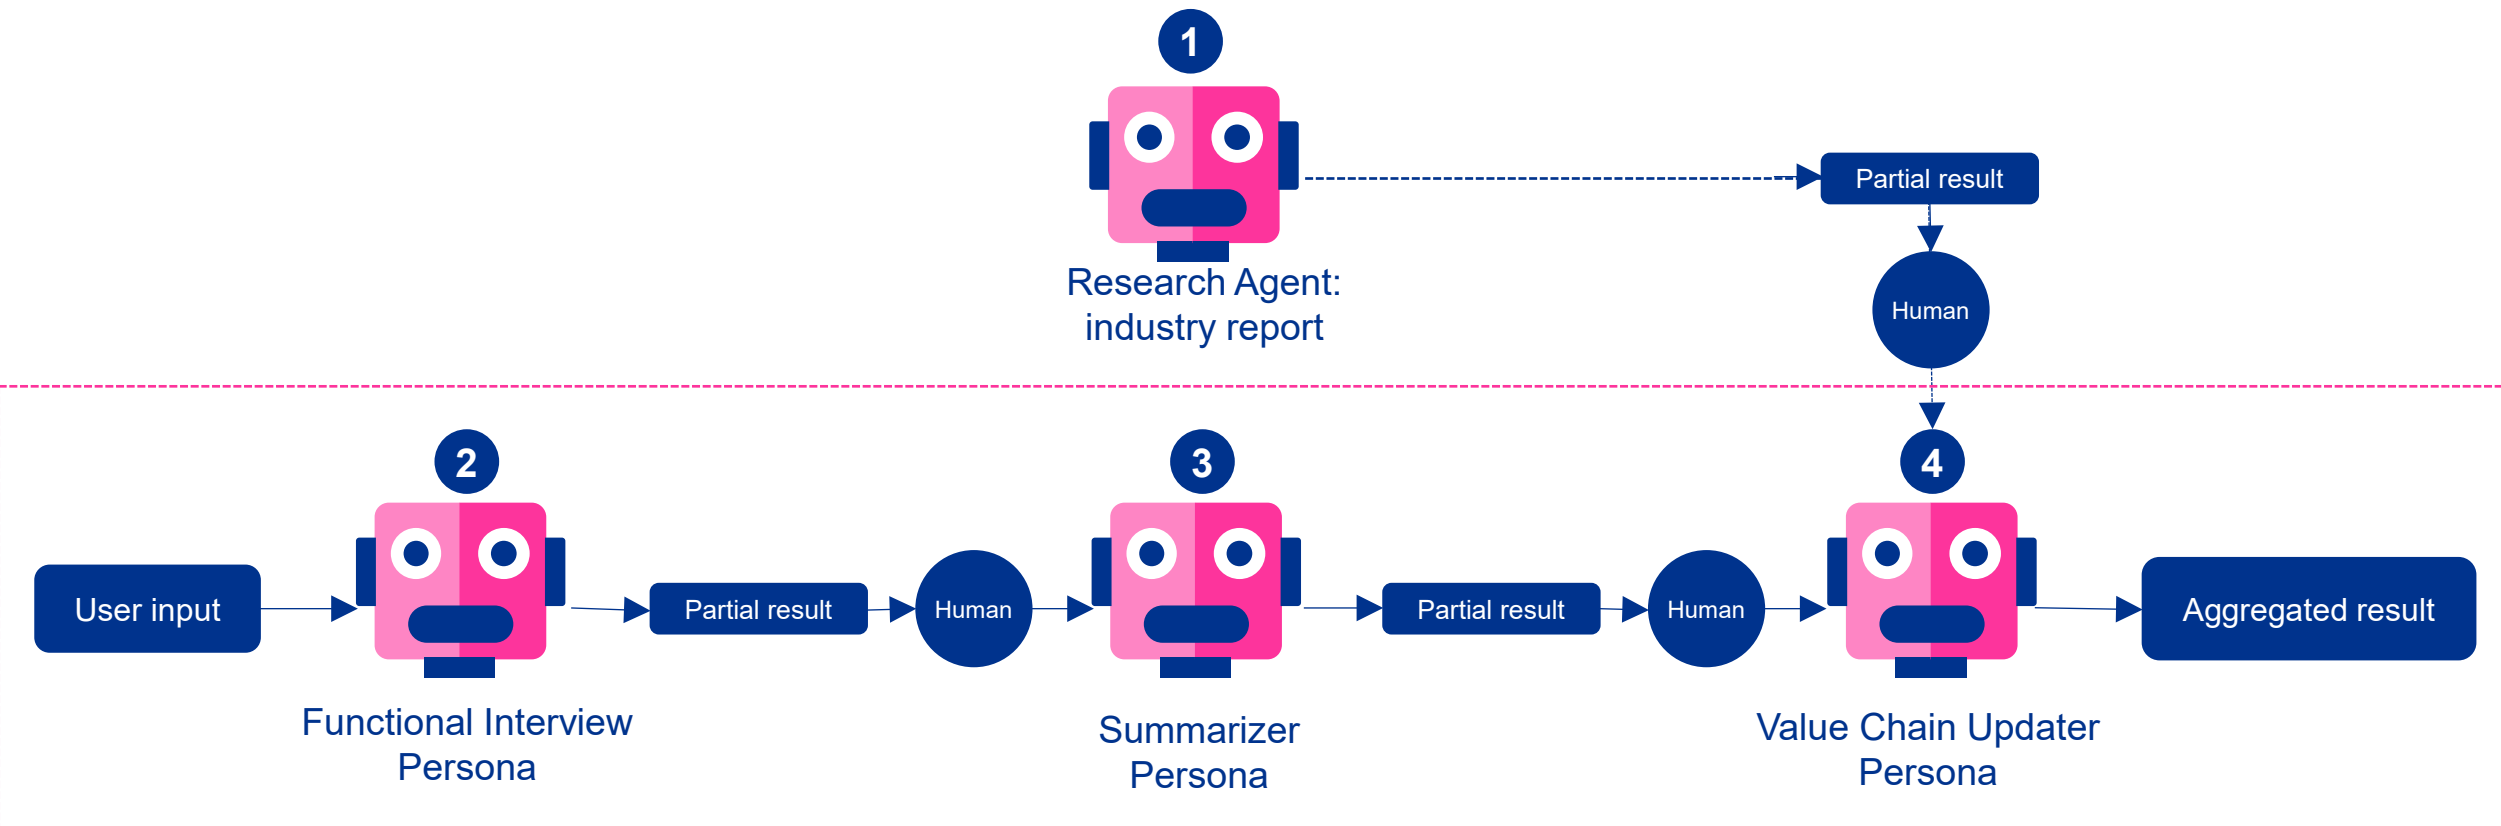 1
Partial result
Research Agent:
industry report
Human
2
3
4
User input
Partial result
Human
Partial result
Human
Aggregated result
Functional Interview
Persona
Summarizer
Persona
Value Chain Updater
Persona